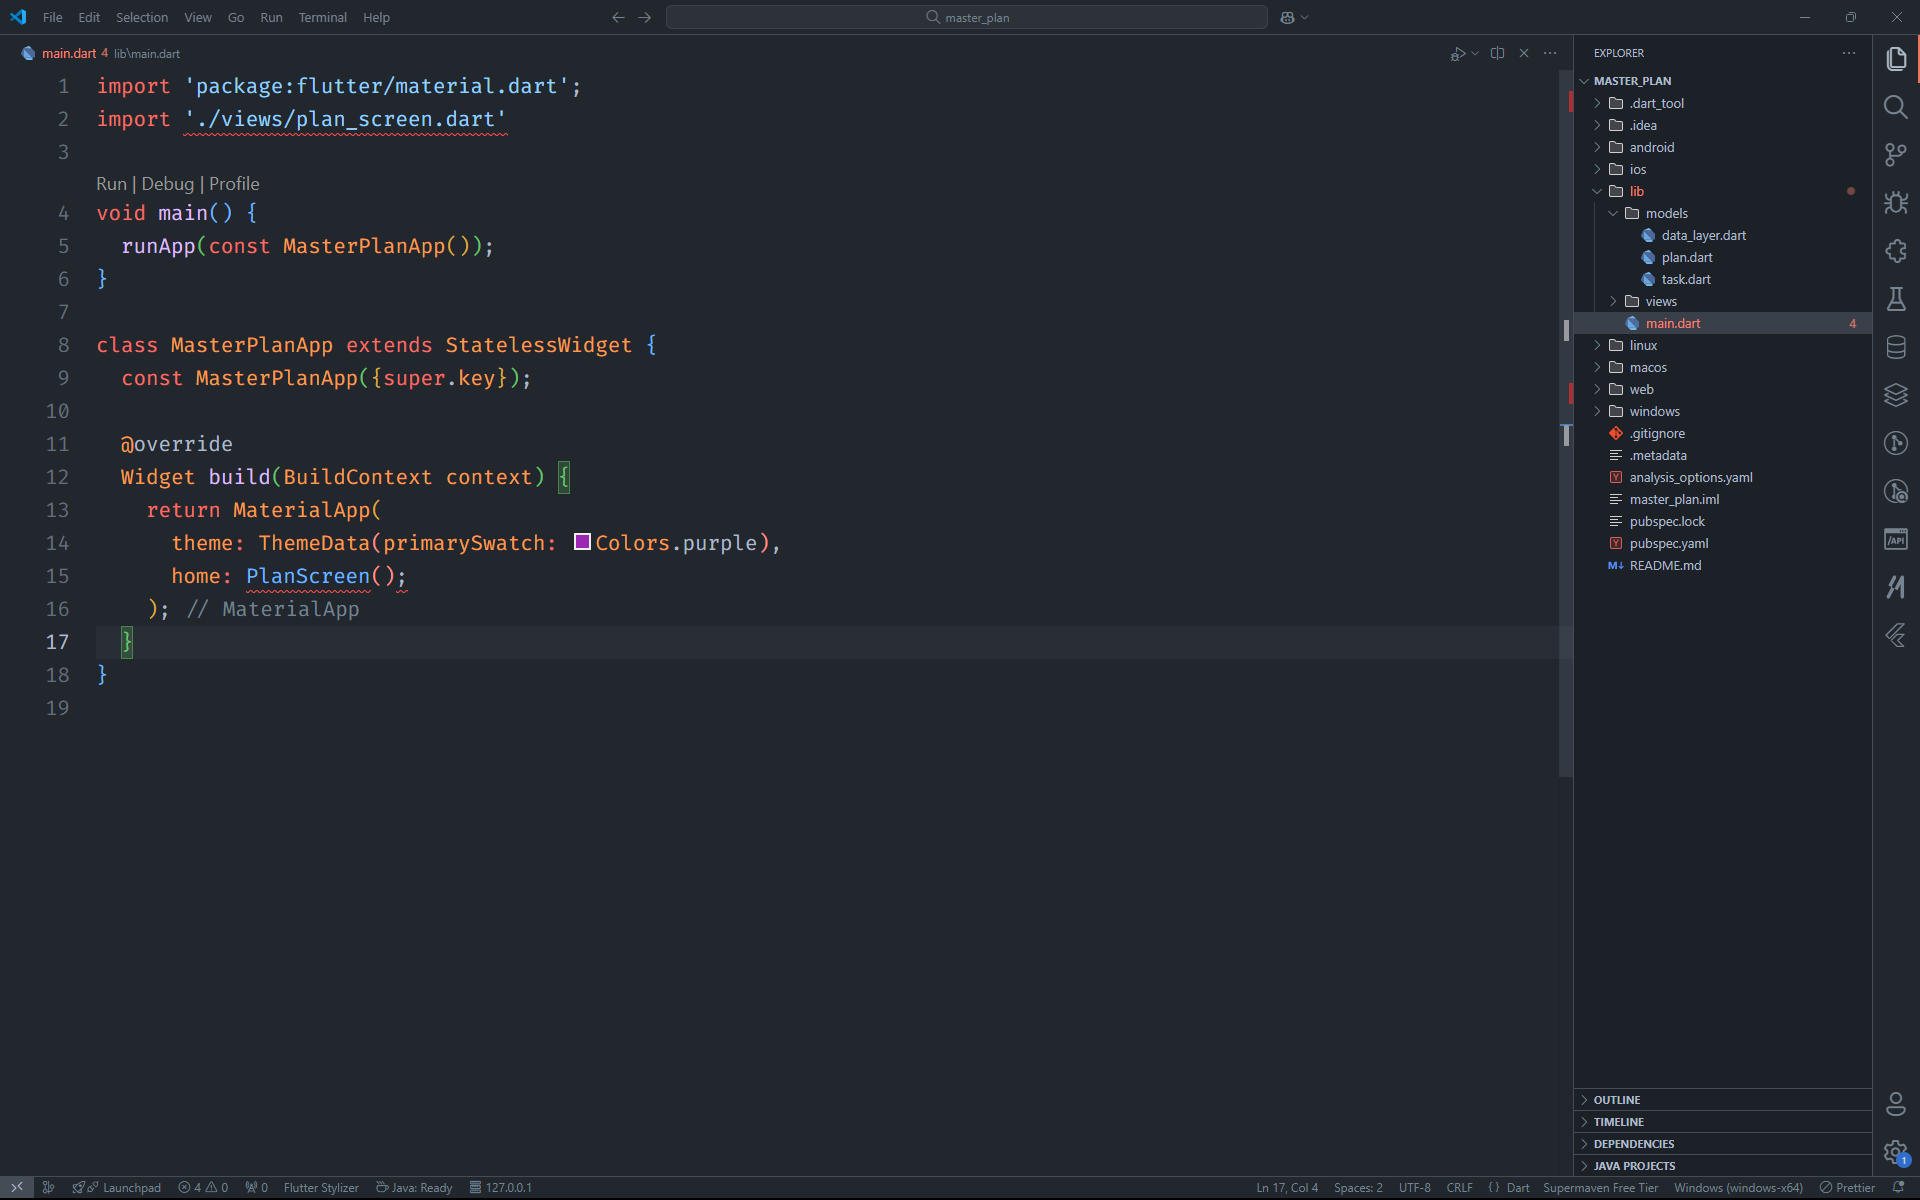 File Edit Selection View Go Run Terminal Help
master_plan
main.dart 4 lib\main.dart
1 import 'package:flutter/material.dart';
2 import './views/plan_screen.dart'
3
Run | Debug | Profile
4 void main() {
5 runApp(const MasterPlanApp());
6 }
7
8 class MasterPlanApp extends StatelessWidget {
9 const MasterPlanApp({super.key});
10
11 @override
12 Widget build(BuildContext context) {
13 return MaterialApp(
14 theme: ThemeData(primarySwatch: Colors.purple),
15 home: PlanScreen();
16 ); // MaterialApp
17 }
18 }
19
EXPLORER
MASTER_PLAN
.dart_tool
.idea
android
ios
lib
models
data_layer.dart
plan.dart
task.dart
views
main.dart 4
linux
macos
web
windows
.gitignore
.metadata
Y analysis_options.yaml
master_plan.iml
pubspec.lock
Y pubspec.yaml
M↓ README.md
OUTLINE
TIMELINE
DEPENDENCIES
JAVA PROJECTS
/API
1
Launchpad 4 0 0 Flutter Stylizer Java: Ready 127.0.0.1
Ln 17, Col 4 Spaces: 2 UTF-8 CRLF {} Dart Supermaven Free Tier Windows (windows-x64) Prettier